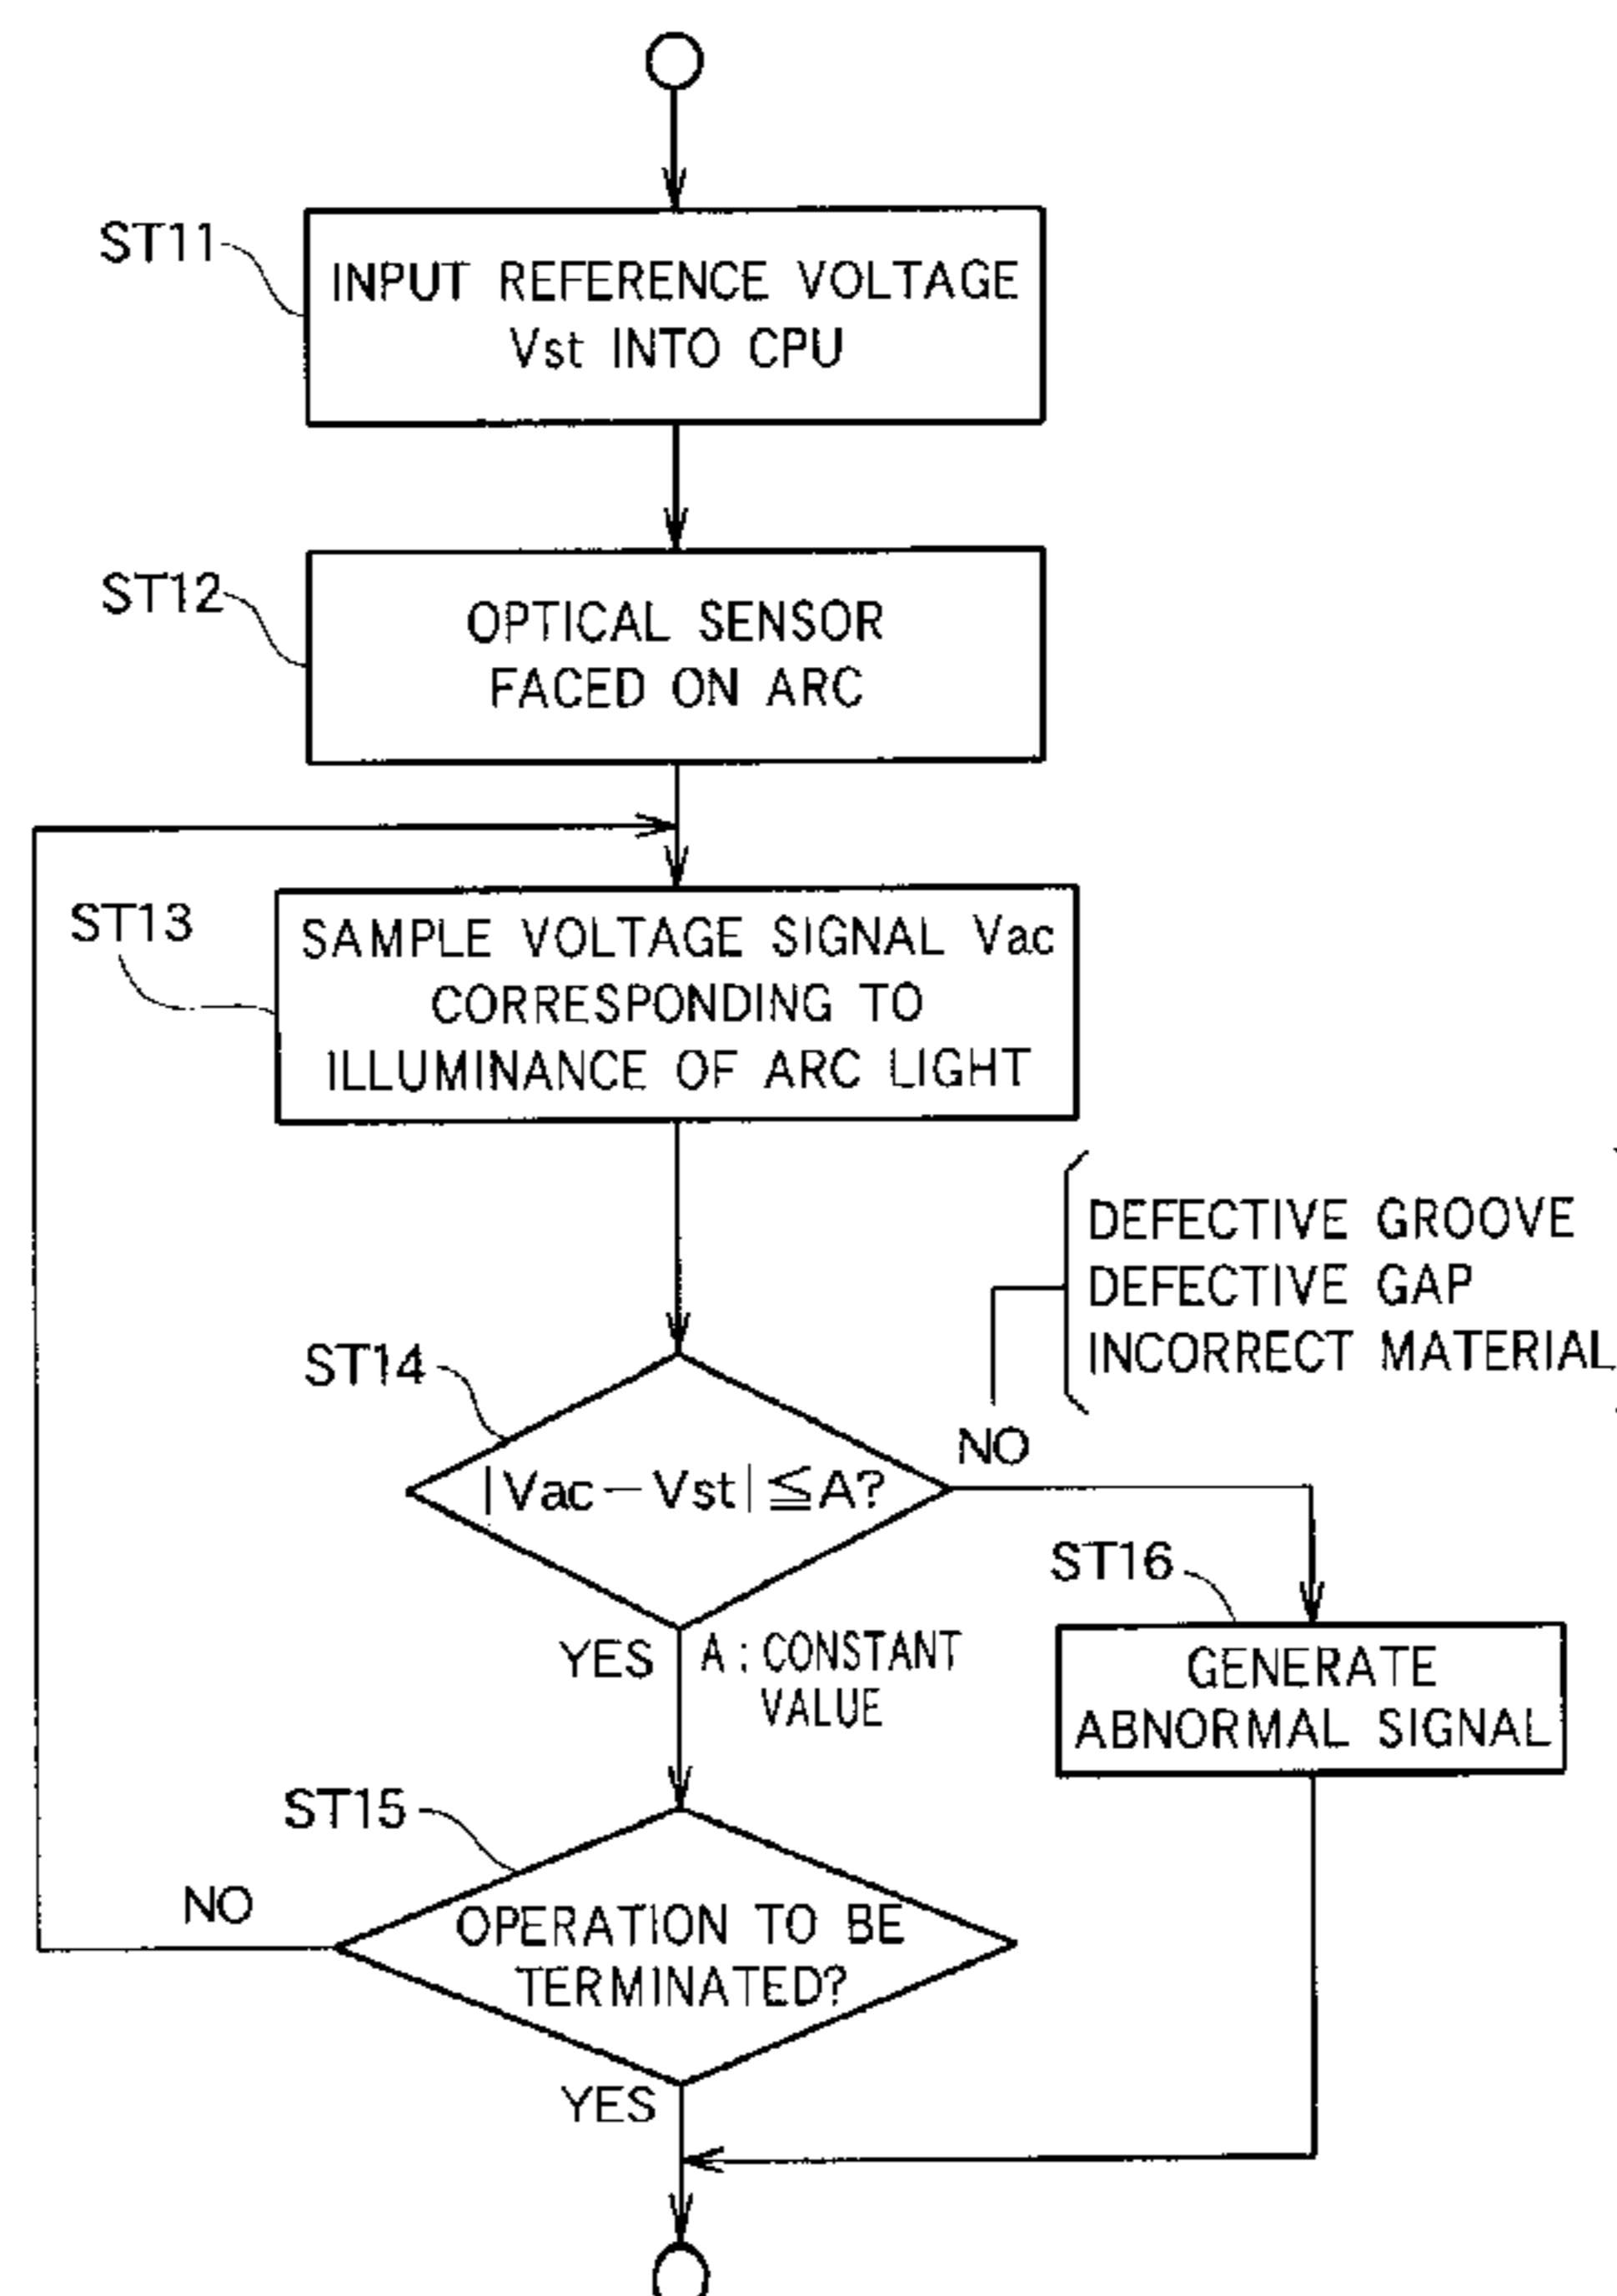 ST11
INPUT REFERENCE VOLTAGE
Vst INTO CPU
ST12
OPTICAL SENSOR
FACED ON ARC
ST13
SAMPLE VOLTAGE SIGNAL Vac
CORRESPONDING TO
ILLUMINANCE OF ARC LIGHT
DEFECTIVE GROOVE
DEFECTIVE GAP
INCORRECT MATERIAL
ST14
NO
|Vac－Vst|≦A?
ST16
YES
A : CONSTANT
VALUE
GENERATE
ABNORMAL SIGNAL
ST15
NO
OPERATION TO BE
TERMINATED?
YES